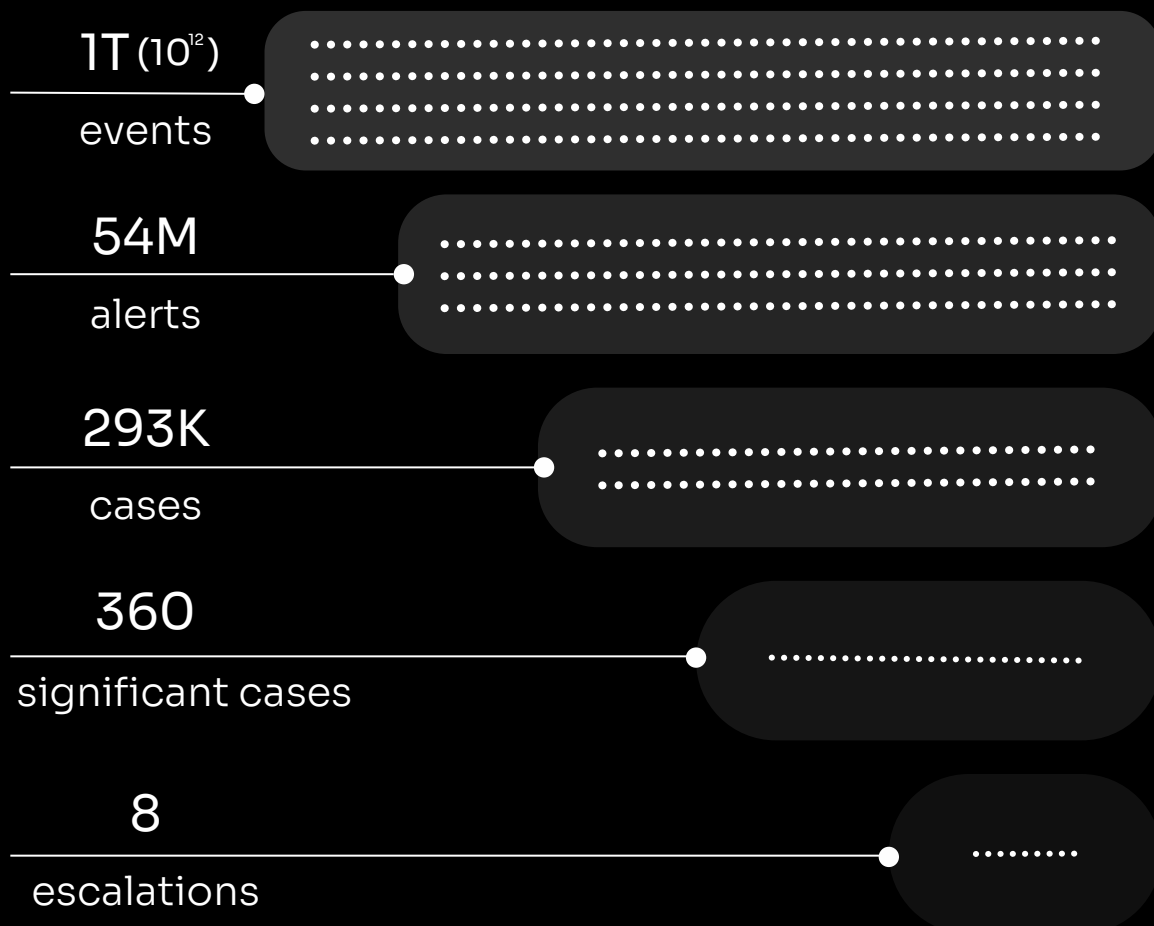 1T (10¹²)
events
54M
alerts
293K
cases
360
significant cases
8
escalations